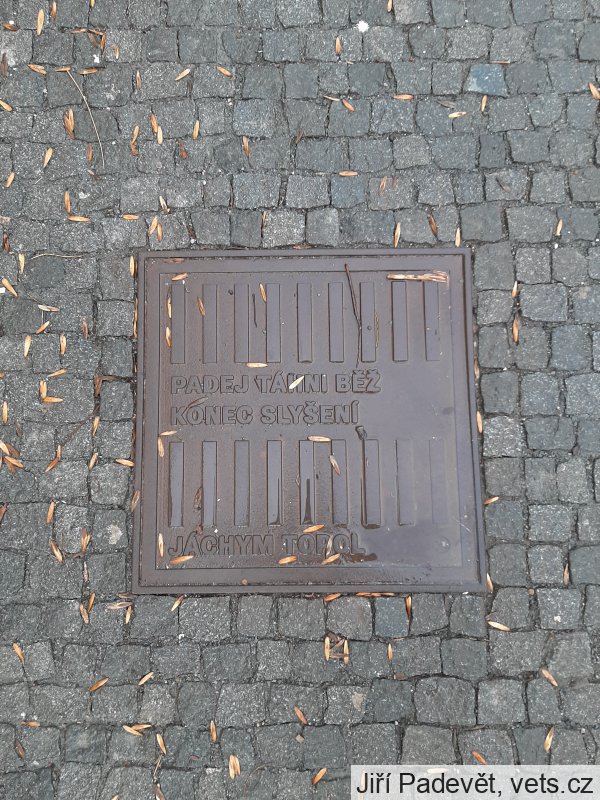 PADEJ TÁHNI BĚŽ
KONEC SLYŠENÍ
JÁCHYM TOPOL
Jiří Padevět, vets.cz